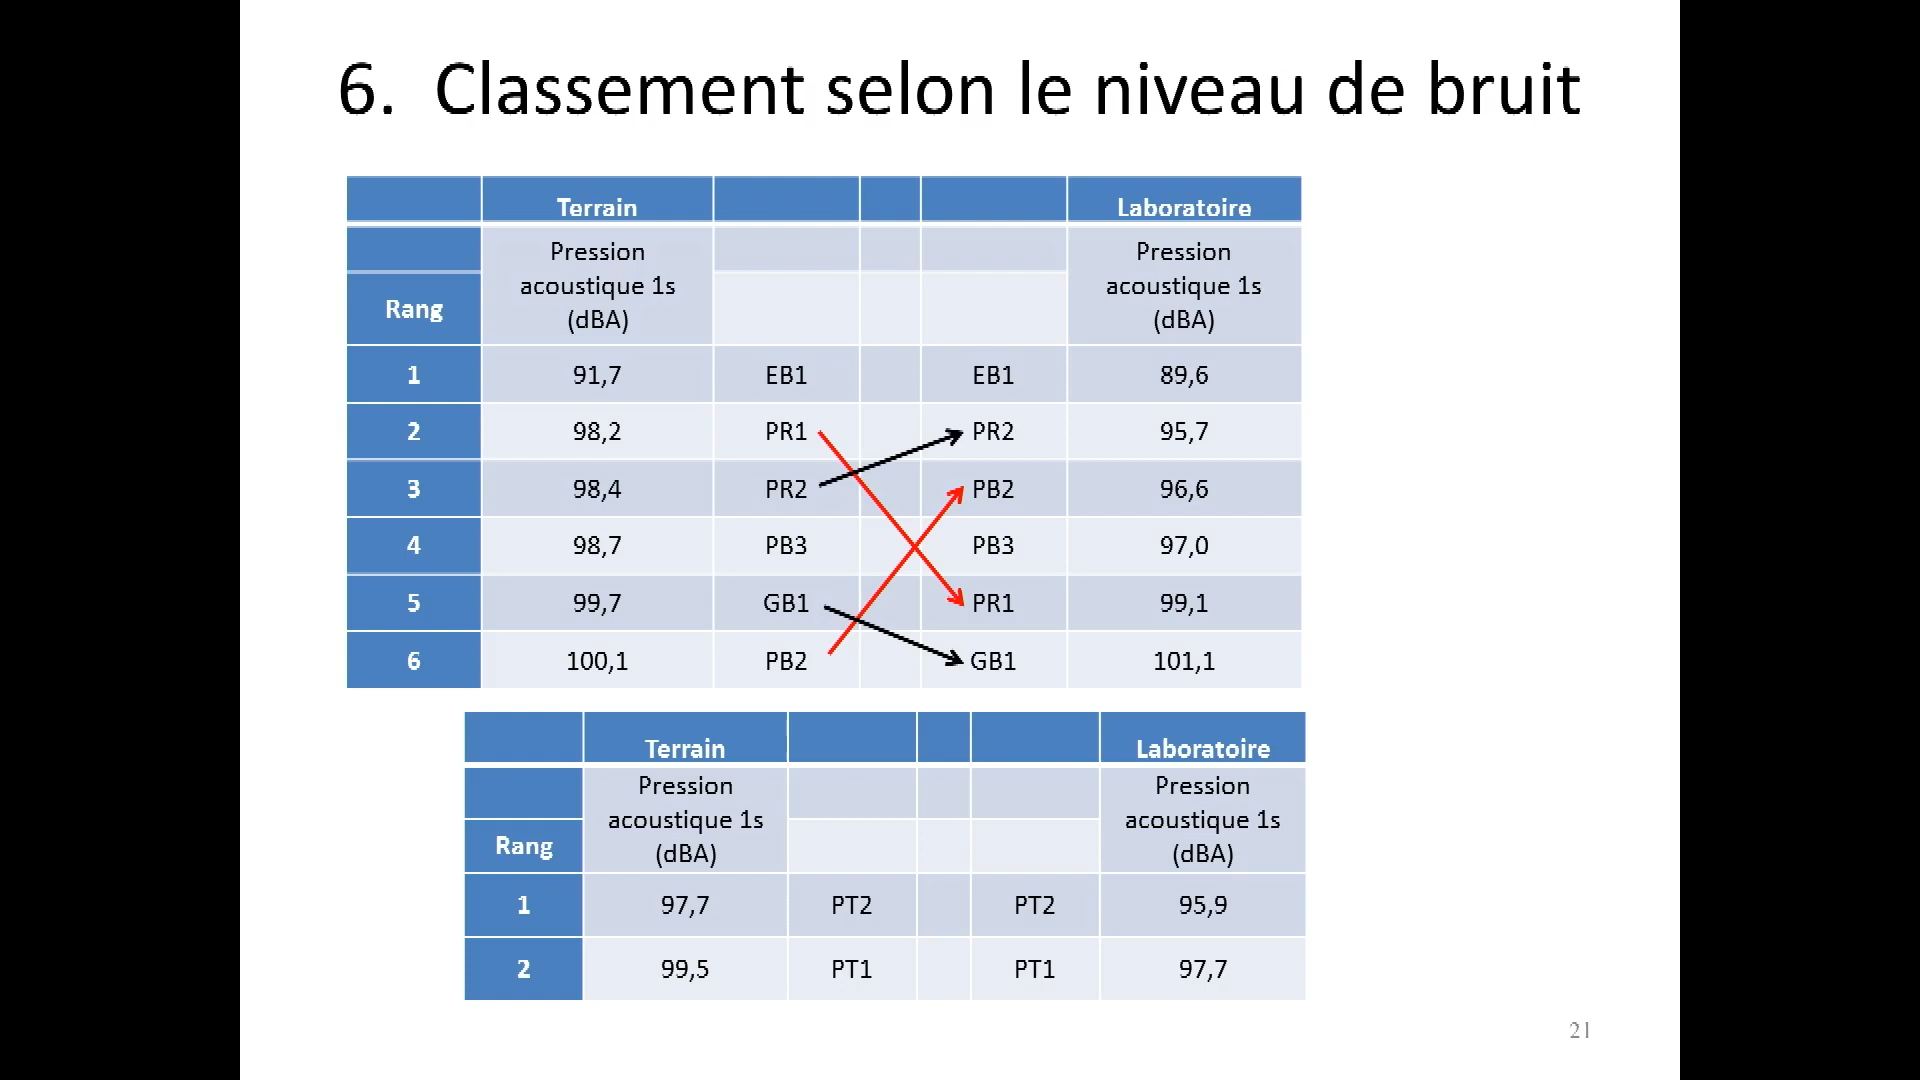 6. Classement selon le niveau de bruit
Terrain Laboratoire
Rang Pression acoustique 1s (dBA) Pression acoustique 1s (dBA)
1 91,7 EB1 EB1 89,6
2 98,2 PR1 PR2 95,7
3 98,4 PR2 PB2 96,6
4 98,7 PB3 PB3 97,0
5 99,7 GB1 PR1 99,1
6 100,1 PB2 GB1 101,1
Terrain Laboratoire
Rang Pression acoustique 1s (dBA) Pression acoustique 1s (dBA)
1 97,7 PT2 PT2 95,9
2 99,5 PT1 PT1 97,7
21